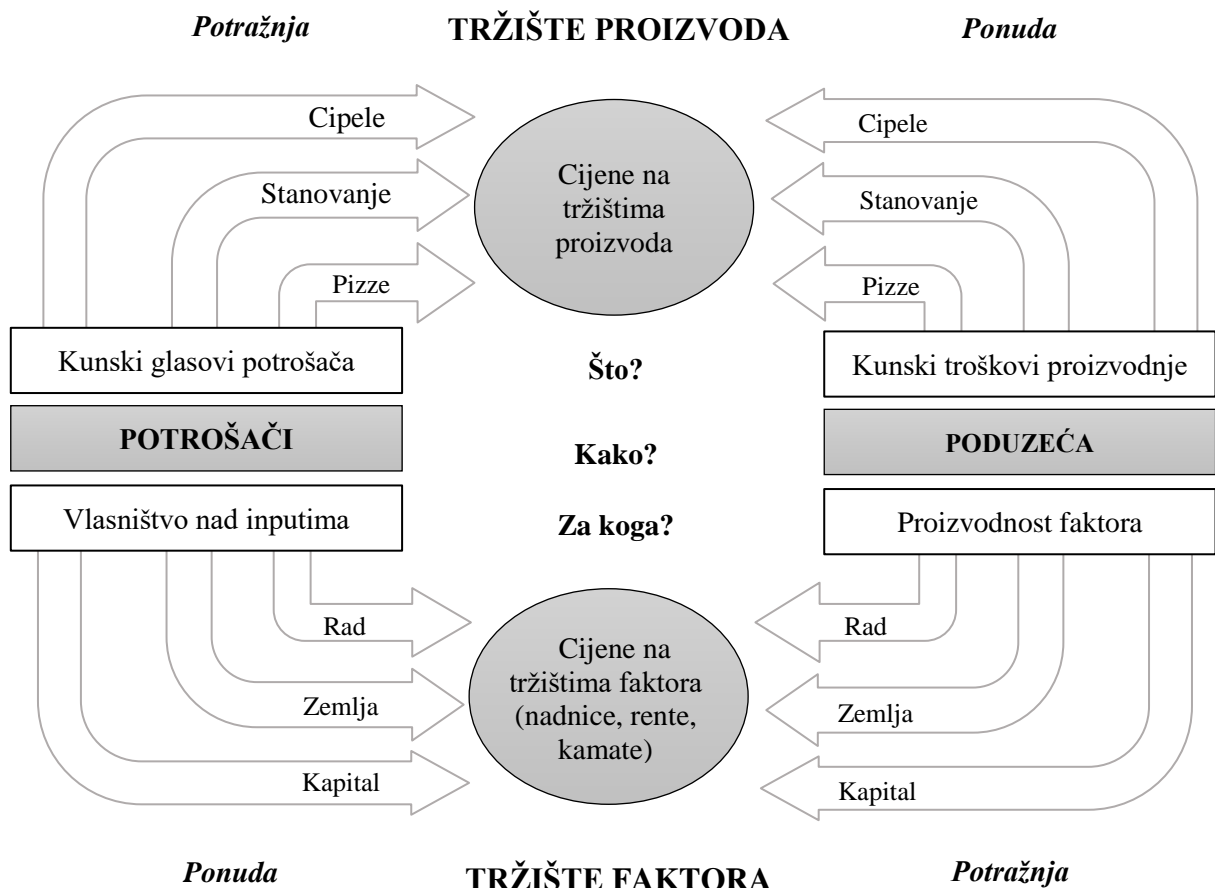 Potražnja
TRŽIŠTE PROIZVODA
Ponuda
Cipele
Cipele
Stanovanje
Cijene na
tržištima
proizvoda
Stanovanje
Pizze
Pizze
Kunski glasovi potrošača
Što?
Kunski troškovi proizvodnje
POTROŠAČI
Kako?
PODUZEĆA
Vlasništvo nad inputima
Za koga?
Proizvodnost faktora
Rad
Rad
Cijene na
tržištima faktora
(nadnice, rente,
kamate)
Zemlja
Zemlja
Kapital
Kapital
Ponuda
TRŽIŠTE FAKTORA
Potražnja